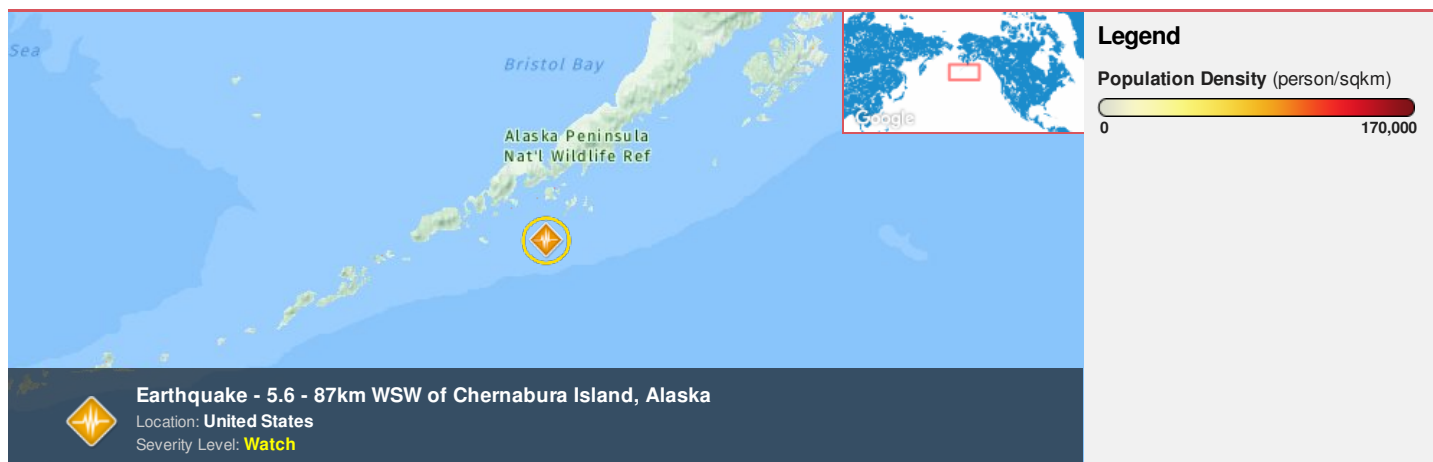 Sea
Bristol Bay
Alaska Peninsula
Nat'l Wildlife Ref
Google
Legend
Population Density (person/sqkm)
0 170,000
Earthquake - 5.6 - 87km WSW of Chernabura Island, Alaska
Location: United States
Severity Level: Watch